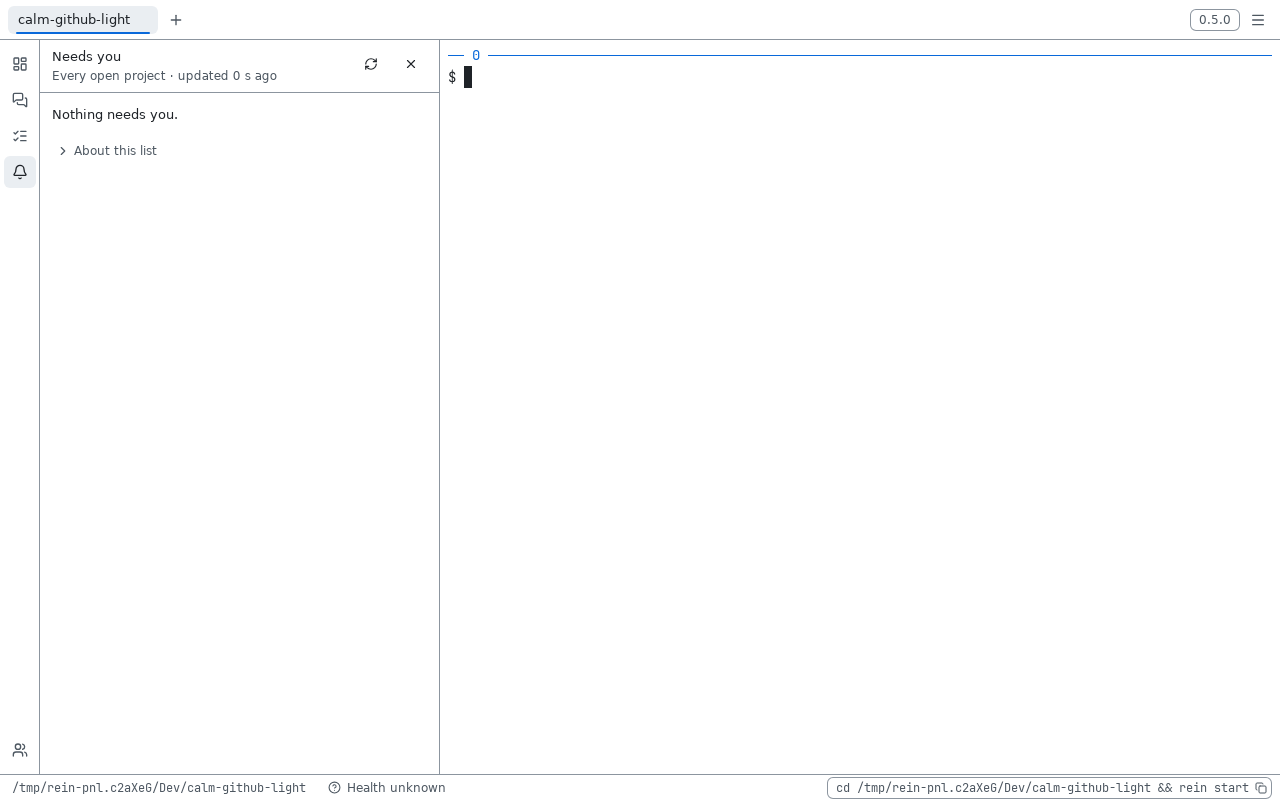 calm-github-light
0.5.0
Needs you
Every open project · updated 0 s ago
Nothing needs you.
About this list
0
$
/tmp/rein-pnl.c2aXeG/Dev/calm-github-light
Health unknown
cd /tmp/rein-pnl.c2aXeG/Dev/calm-github-light && rein start